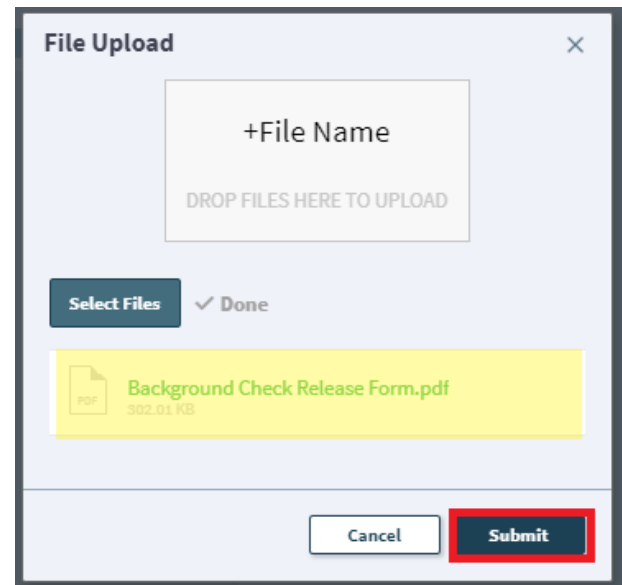 File Upload
+File Name
DROP FILES HERE TO UPLOAD
Select Files
Done
PDF
Background Check Release Form.pdf
302.01 KB
Cancel
Submit